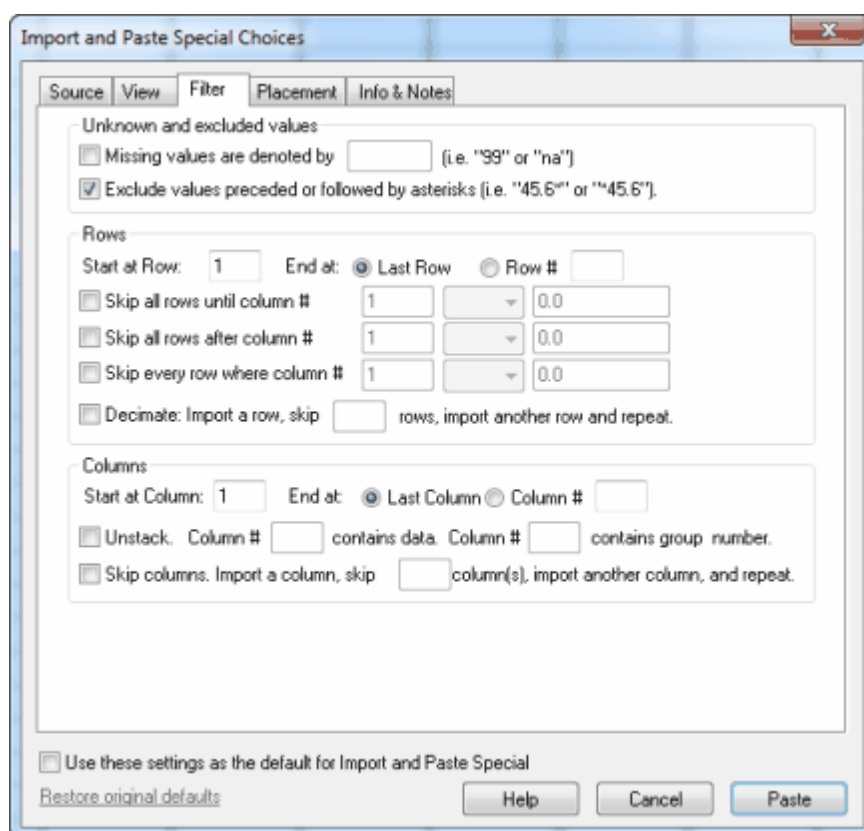 Import and Paste Special Choices
Source View Filter Placement Info & Notes
Unknown and excluded values
Missing values are denoted by (i.e. "99" or "na")
Exclude values preceded or followed by asterisks (i.e. "45.6*" or "*45.6").
Rows
Start at Row: 1 End at: Last Row Row #
Skip all rows until column # 1 0.0
Skip all rows after column # 1 0.0
Skip every row where column # 1 0.0
Decimate: Import a row, skip rows, import another row and repeat.
Columns
Start at Column: 1 End at: Last Column Column #
Unstack. Column # contains data. Column # contains group number.
Skip columns. Import a column, skip column(s), import another column, and repeat.
Use these settings as the default for Import and Paste Special
Restore original defaults Help Cancel Paste